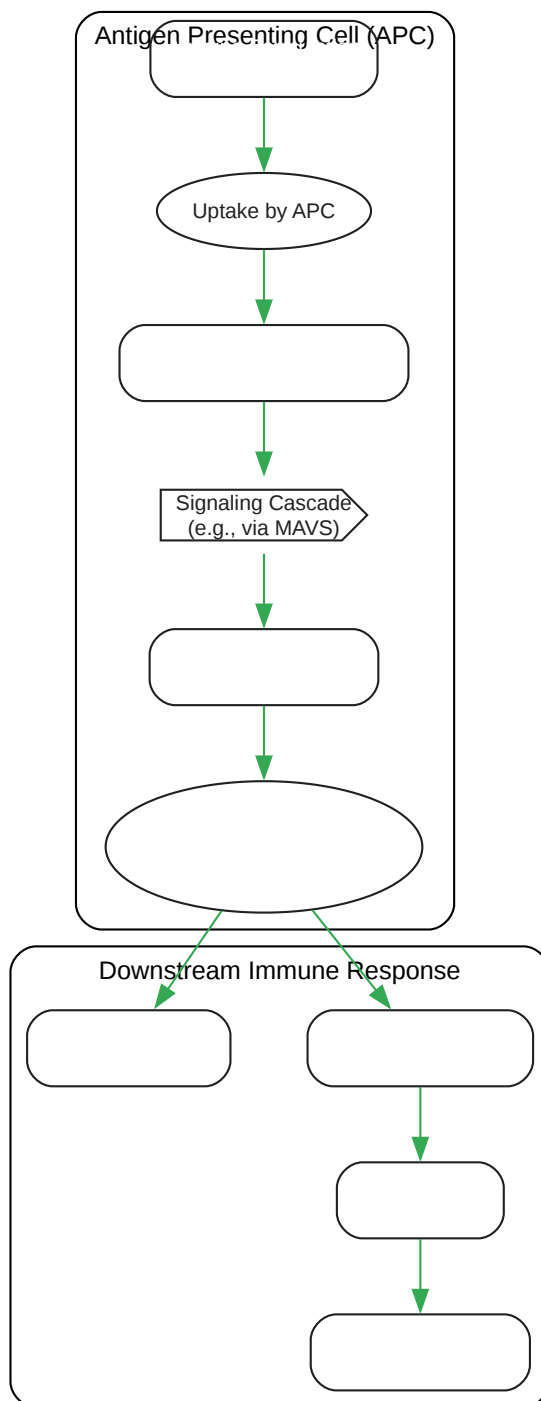 Antigen Presenting Cell (APC)
Uptake by APC
Signaling Cascade
(e.g., via MAVS)
Downstream Immune Response